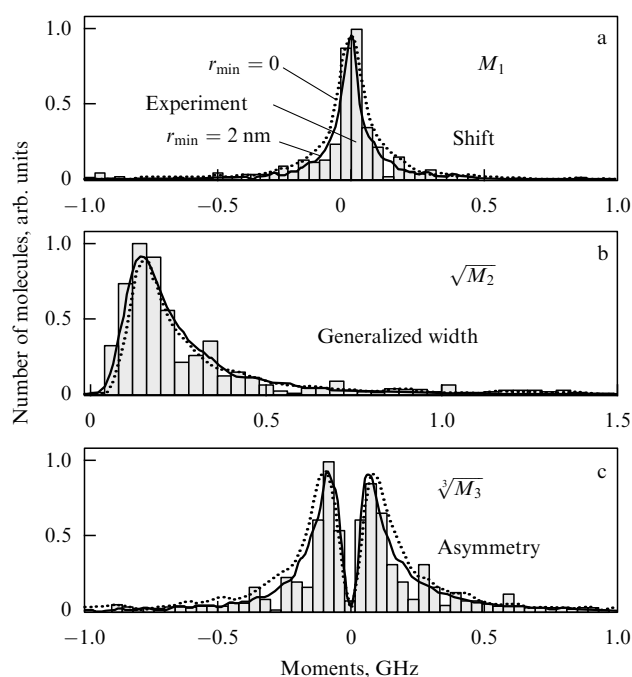 Number of molecules, arb. units
1.0
0.5
0
a
r_min = 0
M_1
Experiment
r_min = 2 nm
Shift
−1.0 −0.5 0 0.5 1.0
1.0
0.5
0
b
√M_2
Generalized width
0 0.5 1.0 1.5
1.0
0.5
0
c
∛M_3
Asymmetry
−1.0 −0.5 0 0.5 1.0
Moments, GHz